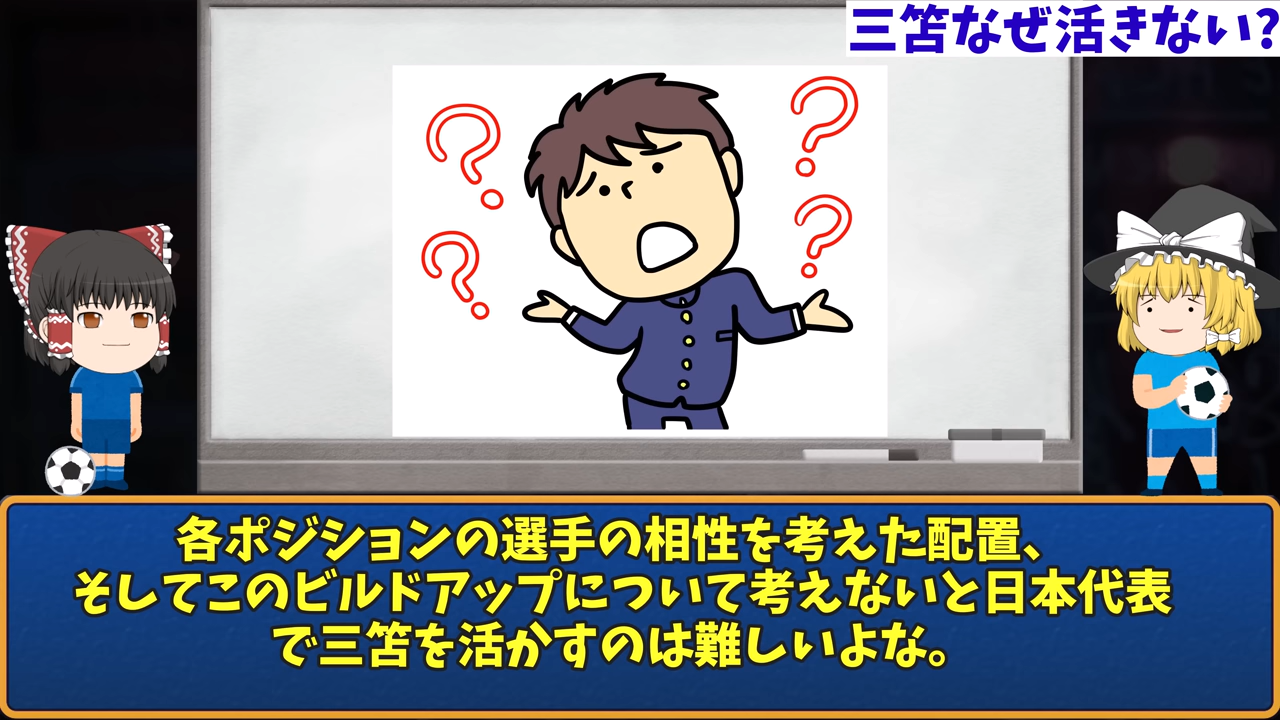 三笘なぜ活きない?
各ポジションの選手の相性を考えた配置、
そしてこのビルドアップについて考えないと日本代表
で三笘を活かすのは難しいよな。